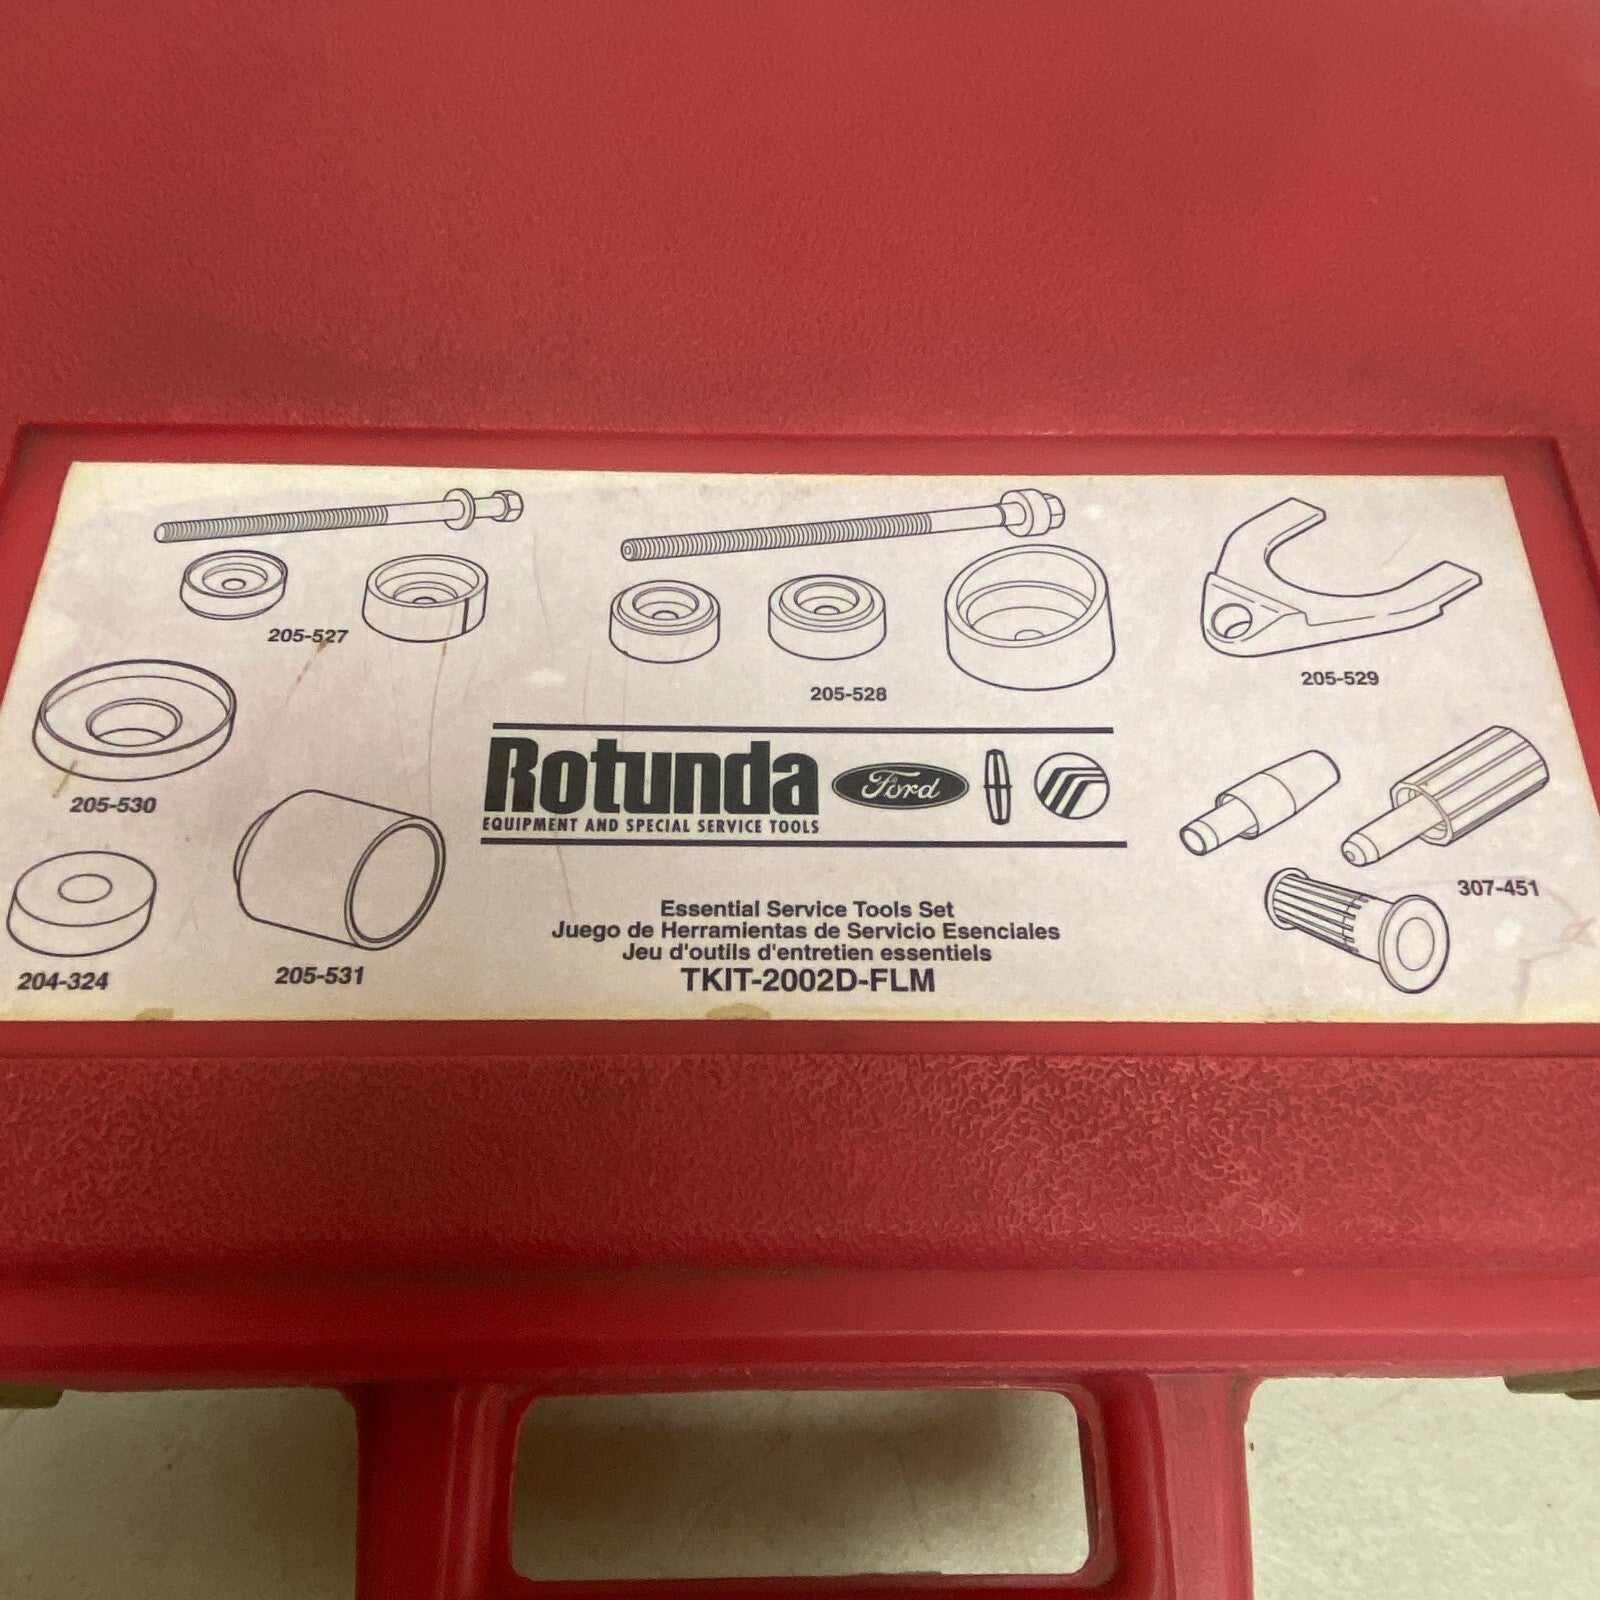 205-527
205-528
205-529
205-530
Rotunda
EQUIPMENT AND SPECIAL SERVICE TOOLS
Ford
307-451
204-324
205-531
Essential Service Tools Set
Juego de Herramientas de Servicio Esenciales
Jeu d'outils d'entretien essentiels
TKIT-2002D-FLM